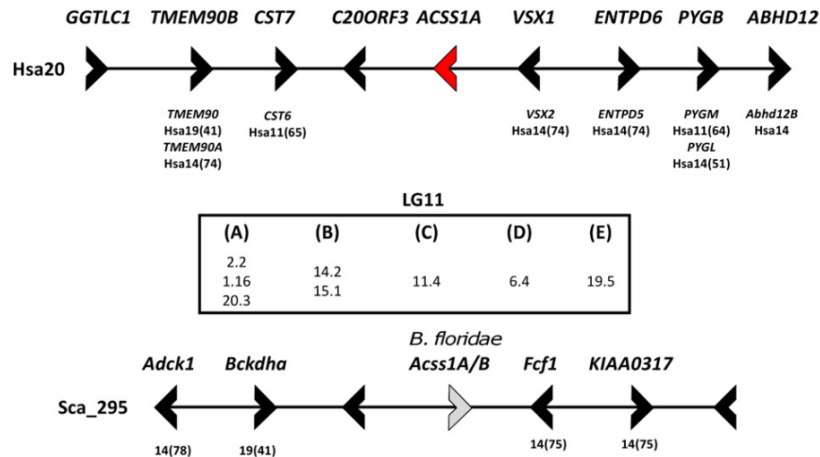 GGTLC1 TMEM90B CST7 C20ORF3 ACSS1A VSX1 ENTPD6 PYGB ABHD12
Hsa20
TMEM90 CST6 VSX2 ENTPD5 PYGM Abhd12B
Hsa19(41) Hsa11(65) Hsa14(74) Hsa14(74) Hsa11(64) Hsa14
TMEM90A PYGL
Hsa14(74) Hsa14(51)
LG11
(A) (B) (C) (D) (E)
2.2
14.2
1.16 11.4 6.4 19.5
15.1
20.3
B. floridae
Adck1 Bckdha Acss1A/B Fcf1 KIAA0317
Sca_295
14(78) 19(41) 14(75) 14(75)